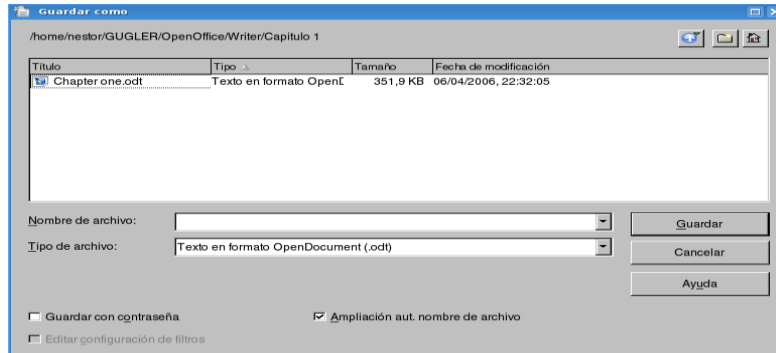 Guardar como
/home/nestor/GUGLER/OpenOffice/Writer/Capitulo 1
Título Tipo Tamaño Fecha de modificación
Chapter one.odt Texto en formato OpenD 351,9 KB 06/04/2006, 22:32:05
Nombre de archivo:
Guardar
Tipo de archivo: Texto en formato OpenDocument (.odt)
Cancelar
Ayuda
Guardar con contraseña Ampliación aut. nombre de archivo
Editar configuración de filtros